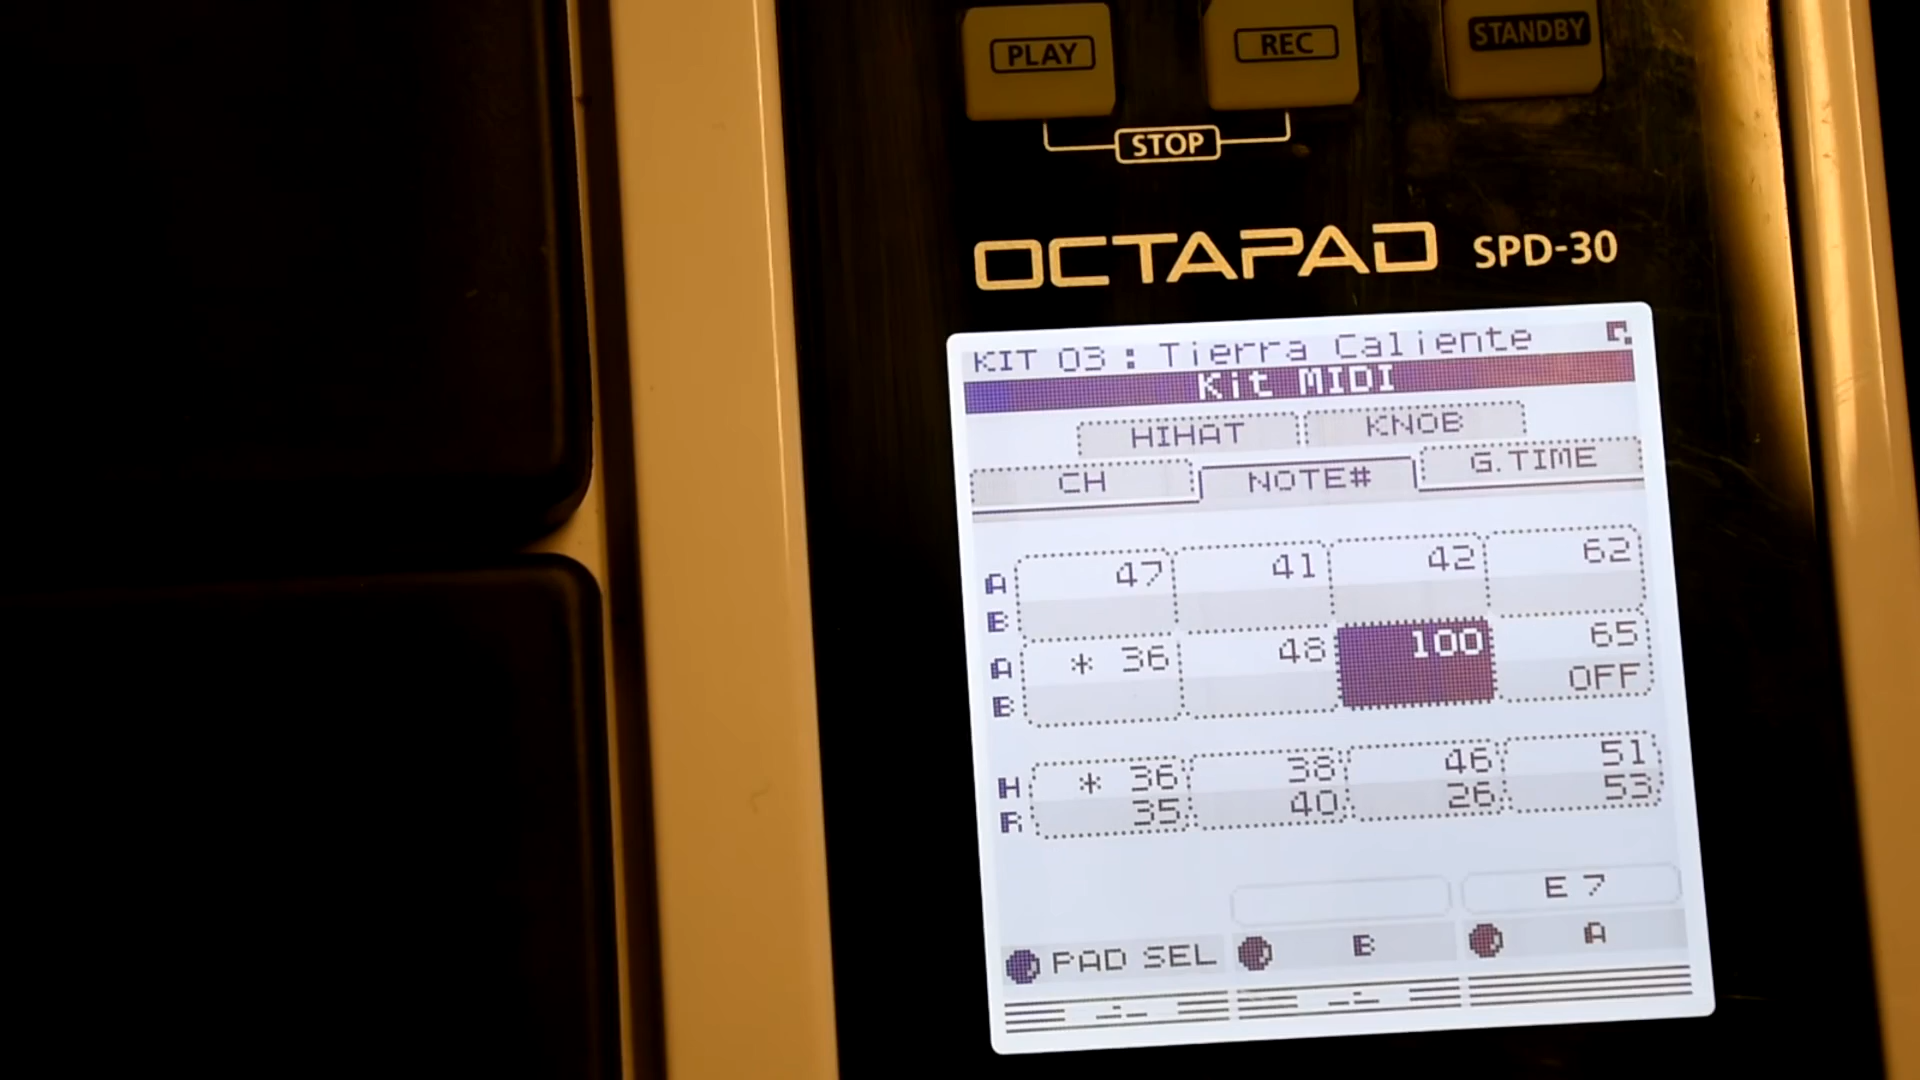 PLAY REC STANDBY
STOP
OCTAPAD SPD-30
KIT 03 : Tierra Caliente
Kit MIDI
HIHAT KNOB
CH NOTE# G.TIME
A 47 41 42 62
B
A * 36 48 100 65
B OFF
H * 36 38 46 51
R 35 40 26 53
E 7
PAD SEL B A